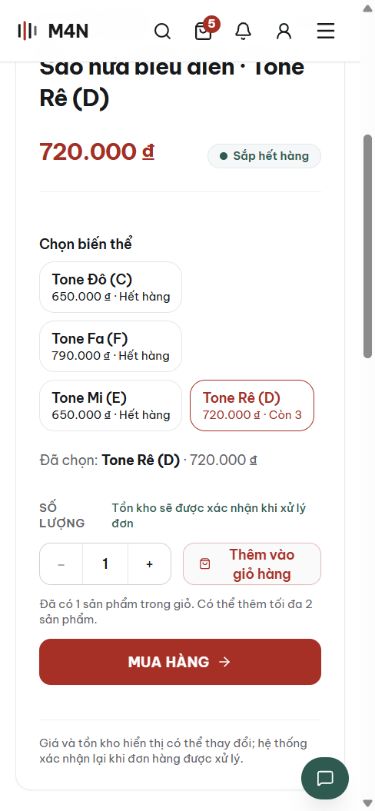 M4N
5
Sáo nứa biểu diễn · Tone
Rê (D)
720.000 ₫
Sắp hết hàng
Chọn biến thể
Tone Đô (C)
650.000 ₫ · Hết hàng
Tone Fa (F)
790.000 ₫ · Hết hàng
Tone Mi (E)
650.000 ₫ · Hết hàng
Tone Rê (D)
720.000 ₫ · Còn 3
Đã chọn: Tone Rê (D) · 720.000 ₫
SỐ
LƯỢNG
Tồn kho sẽ được xác nhận khi xử lý
đơn
− 1 +
Thêm vào
giỏ hàng
Đã có 1 sản phẩm trong giỏ. Có thể thêm tối đa 2
sản phẩm.
MUA HÀNG →
Giá và tồn kho hiển thị có thể thay đổi; hệ thống
xác nhận lại khi đơn hàng được xử lý.